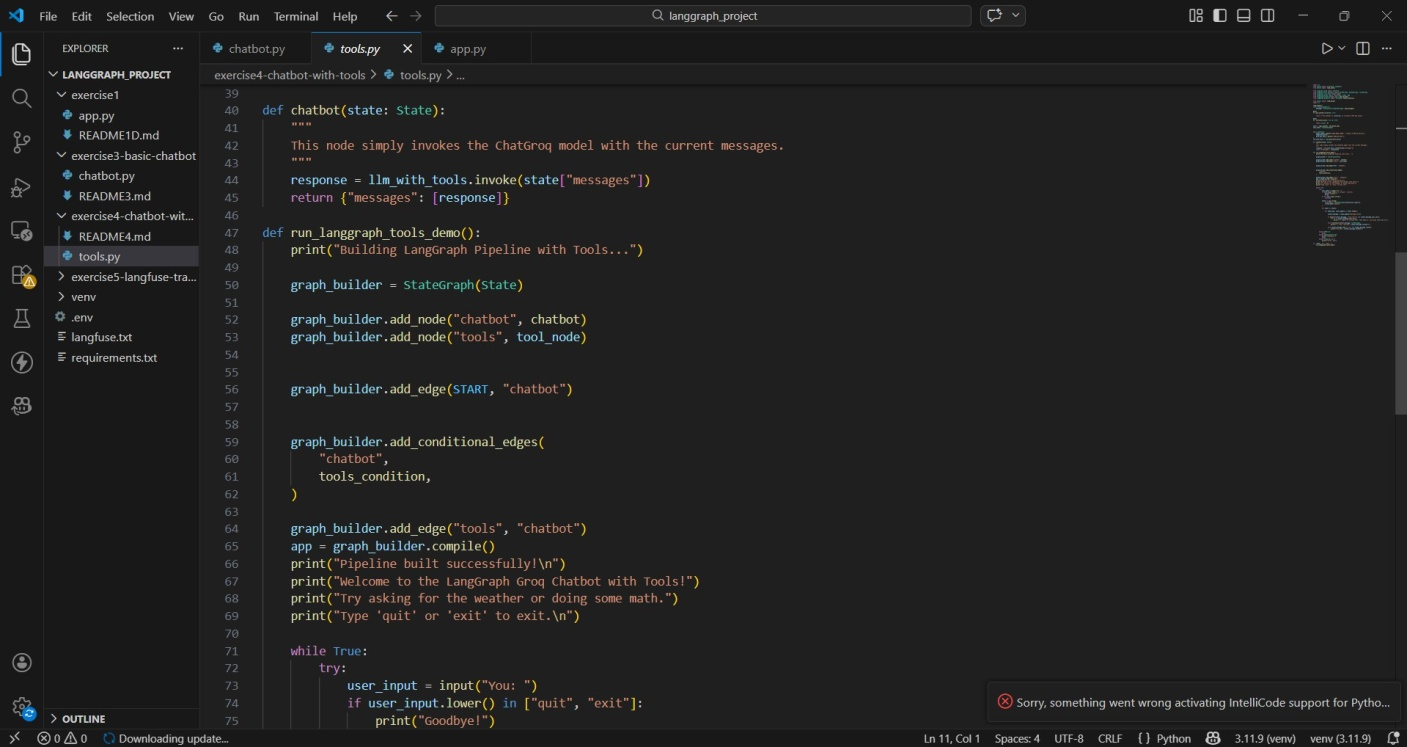 File Edit Selection View Go Run Terminal Help
langgraph_project
EXPLORER
LANGGRAPH_PROJECT
exercise1
app.py
README1D.md
exercise3-basic-chatbot
chatbot.py
README3.md
exercise4-chatbot-wit...
README4.md
tools.py
exercise5-langfuse-tra...
venv
.env
langfuse.txt
requirements.txt
OUTLINE
chatbot.py tools.py app.py
exercise4-chatbot-with-tools > tools.py > ...
39
40 def chatbot(state: State):
41 """
42 This node simply invokes the ChatGroq model with the current messages.
43 """
44 response = llm_with_tools.invoke(state["messages"])
45 return {"messages": [response]}
46
47 def run_langgraph_tools_demo():
48 print("Building LangGraph Pipeline with Tools...")
49
50 graph_builder = StateGraph(State)
51
52 graph_builder.add_node("chatbot", chatbot)
53 graph_builder.add_node("tools", tool_node)
54
55
56 graph_builder.add_edge(START, "chatbot")
57
58
59 graph_builder.add_conditional_edges(
60 "chatbot",
61 tools_condition,
62 )
63
64 graph_builder.add_edge("tools", "chatbot")
65 app = graph_builder.compile()
66 print("Pipeline built successfully!\n")
67 print("Welcome to the LangGraph Groq Chatbot with Tools!")
68 print("Try asking for the weather or doing some math.")
69 print("Type 'quit' or 'exit' to exit.\n")
70
71 while True:
72 try:
73 user_input = input("You: ")
74 if user_input.lower() in ["quit", "exit"]:
75 print("Goodbye!")
Sorry, something went wrong activating IntelliCode support for Pytho...
0 0 Downloading update...
Ln 11, Col 1 Spaces: 4 UTF-8 CRLF {} Python 3.11.9 (venv) venv (3.11.9)